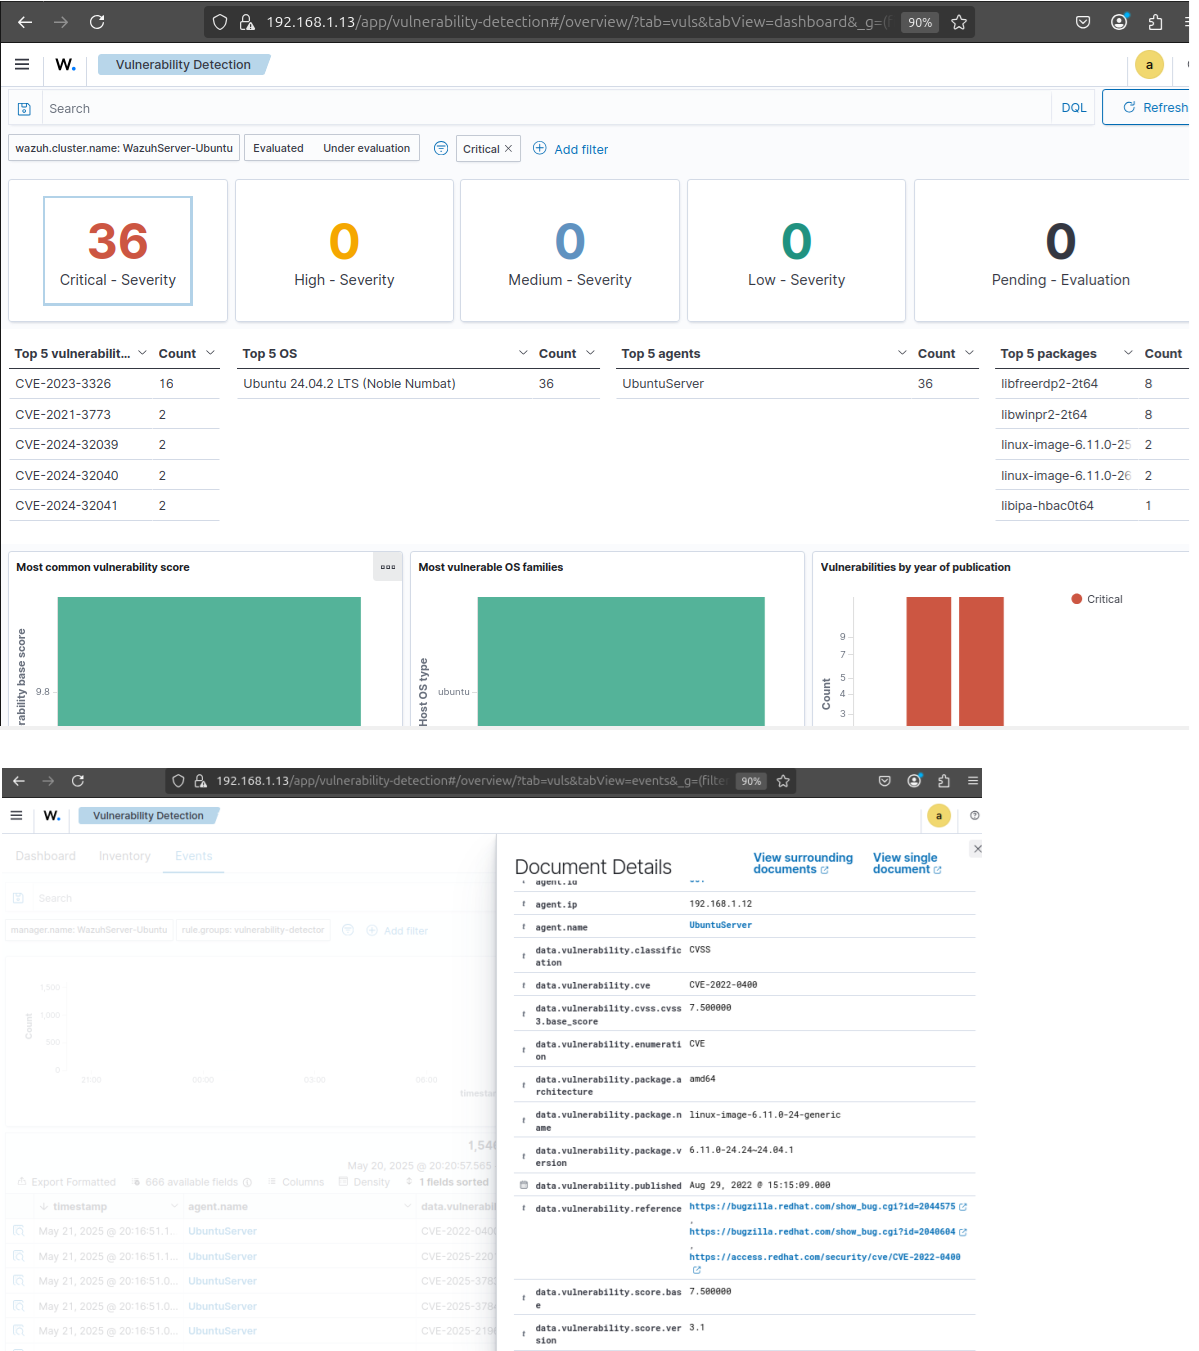 192.168.1.13/app/vulnerability-detection#/overview/?tab=vuls&tabView=dashboard&_g=(f
90%
W.
Vulnerability Detection
a
Search
DQL
Refresh
wazuh.cluster.name: WazuhServer-Ubuntu
Evaluated Under evaluation
Critical
Add filter
36
Critical - Severity
0
High - Severity
0
Medium - Severity
0
Low - Severity
0
Pending - Evaluation
Top 5 vulnerabilit... Count
CVE-2023-3326 16
CVE-2021-3773 2
CVE-2024-32039 2
CVE-2024-32040 2
CVE-2024-32041 2
Top 5 OS Count
Ubuntu 24.04.2 LTS (Noble Numbat) 36
Top 5 agents Count
UbuntuServer 36
Top 5 packages Count
libfreerdp2-2t64 8
libwinpr2-2t64 8
linux-image-6.11.0-25 2
linux-image-6.11.0-26 2
libipa-hbac0t64 1
Most common vulnerability score
rability base score
9.8
Most vulnerable OS families
Host OS type
ubuntu
Vulnerabilities by year of publication
Critical
Count
9
7
5
4
3
192.168.1.13/app/vulnerability-detection#/overview/?tab=vuls&tabView=events&_g=(filter
90%
W.
Vulnerability Detection
a
Dashboard Inventory Events
Search
manager.name: WazuhServer-Ubuntu
rule.groups: vulnerability-detector
Add filter
Count
1,500
1,000
500
0
21:00 00:00 03:00 06:00
timestam
1,546
May 20, 2025 @ 20:20:57.565
Export Formatted
666 available fields
Columns
Density
1 fields sorted
timestamp agent.name data.vulnerabil
May 21, 2025 @ 20:16:51.1... UbuntuServer CVE-2022-040
May 21, 2025 @ 20:16:51.1... UbuntuServer CVE-2025-220
May 21, 2025 @ 20:16:51.0... UbuntuServer CVE-2025-378
May 21, 2025 @ 20:16:51.0... UbuntuServer CVE-2025-378
May 21, 2025 @ 20:16:51.0... UbuntuServer CVE-2025-219
Document Details
View surrounding
documents
View single
document
agent.id
t agent.ip 192.168.1.12
t agent.name UbuntuServer
t data.vulnerability.classific CVSS
ation
t data.vulnerability.cve CVE-2022-0400
t data.vulnerability.cvss.cvss 7.500000
3.base_score
t data.vulnerability.enumerati CVE
on
t data.vulnerability.package.a amd64
rchitecture
t data.vulnerability.package.n linux-image-6.11.0-24-generic
ame
t data.vulnerability.package.v 6.11.0-24.24~24.04.1
ersion
data.vulnerability.published Aug 29, 2022 @ 15:15:09.000
t data.vulnerability.reference https://bugzilla.redhat.com/show_bug.cgi?id=2044575
,
https://bugzilla.redhat.com/show_bug.cgi?id=2040604
,
https://access.redhat.com/security/cve/CVE-2022-0400
t data.vulnerability.score.bas 7.500000
e
t data.vulnerability.score.ver 3.1
sion